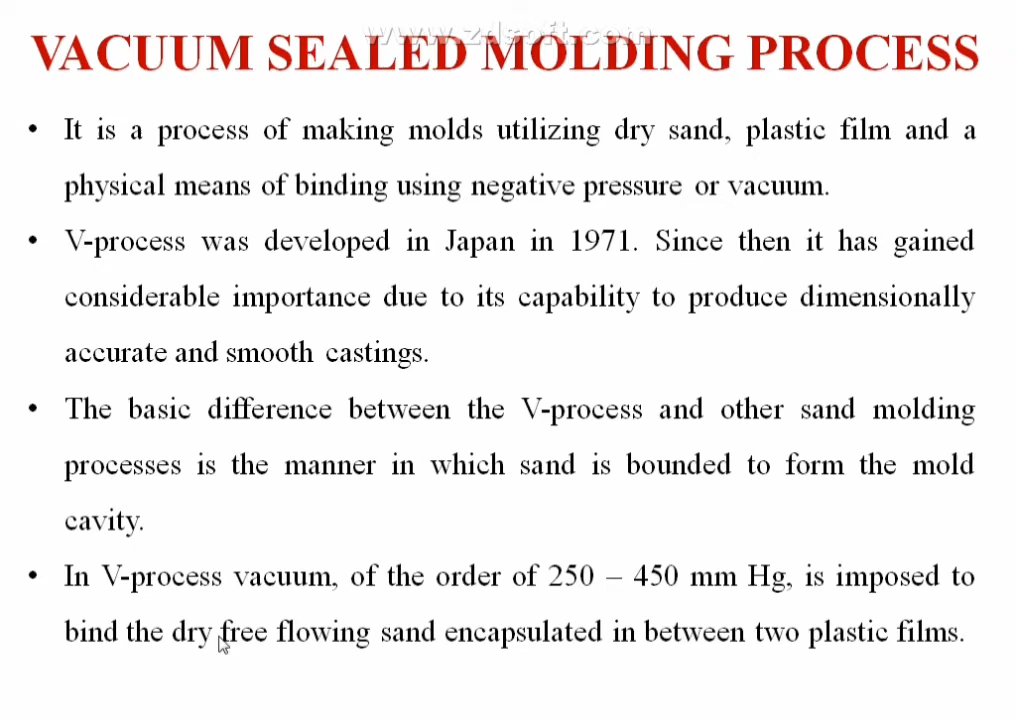 www.zdsoft.com
VACUUM SEALED MOLDING PROCESS
• It is a process of making molds utilizing dry sand, plastic film and a
physical means of binding using negative pressure or vacuum.
• V-process was developed in Japan in 1971. Since then it has gained
considerable importance due to its capability to produce dimensionally
accurate and smooth castings.
• The basic difference between the V-process and other sand molding
processes is the manner in which sand is bounded to form the mold
cavity.
• In V-process vacuum, of the order of 250 – 450 mm Hg, is imposed to
bind the dry free flowing sand encapsulated in between two plastic films.